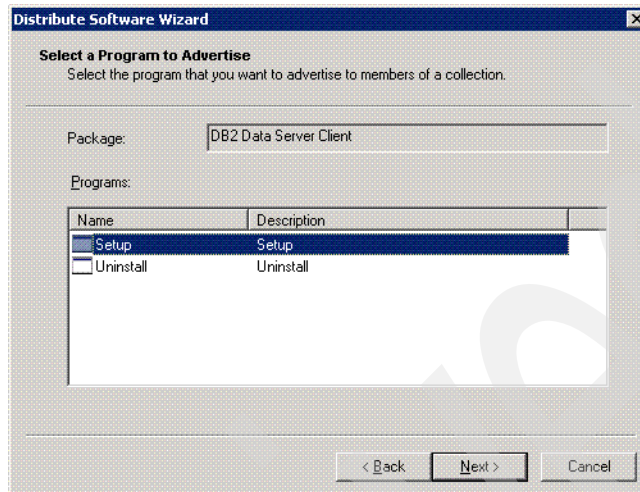 Distribute Software Wizard
Select a Program to Advertise
Select the program that you want to advertise to members of a collection.
Package: DB2 Data Server Client
Programs:
Name Description
Setup Setup
Uninstall Uninstall
< Back Next > Cancel